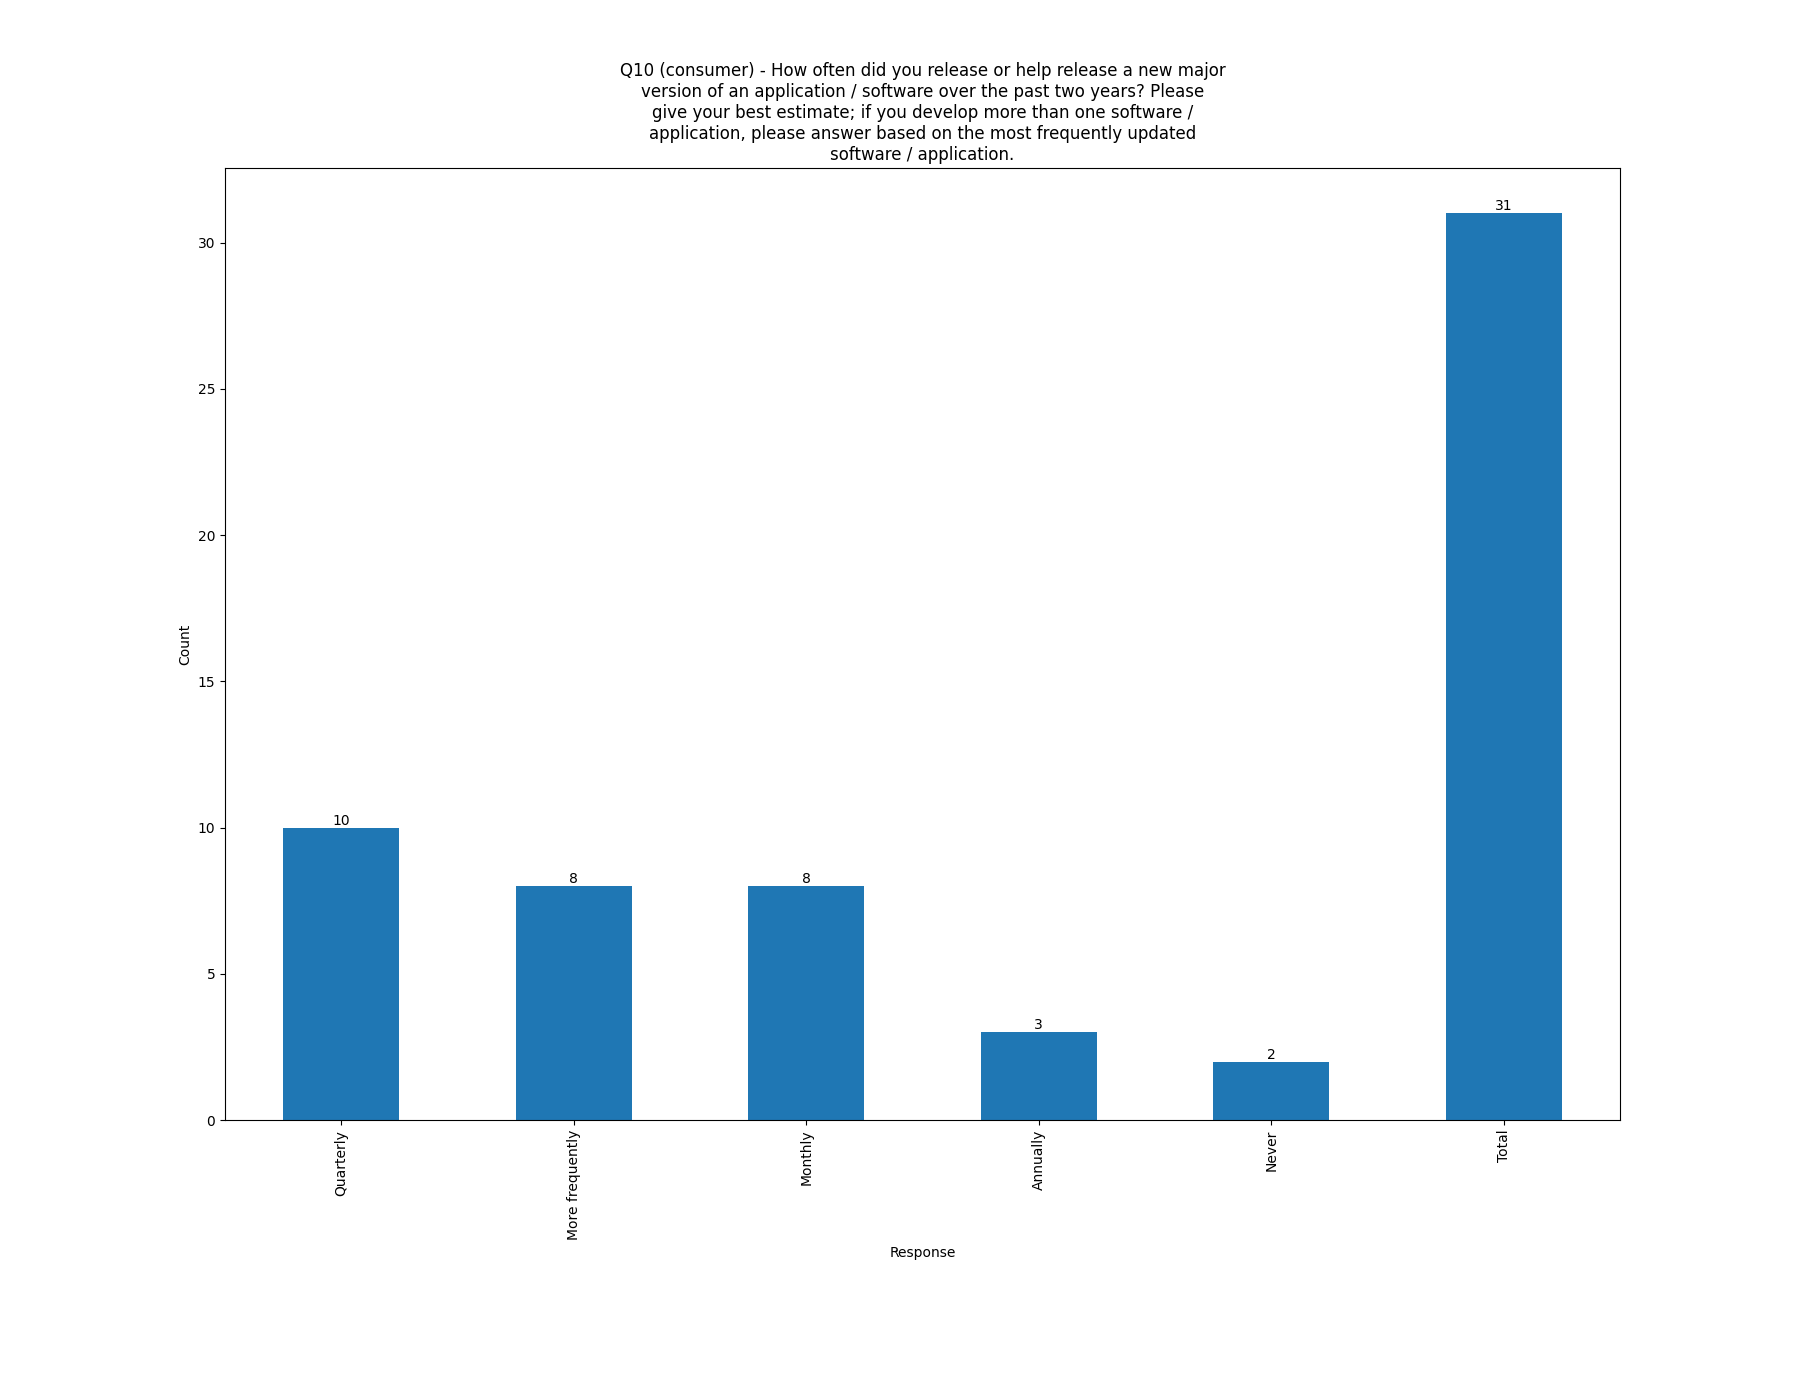 Q10 (consumer) - How often did you release or help release a new major
version of an application / software over the past two years? Please
give your best estimate; if you develop more than one software /
application, please answer based on the most frequently updated
software / application.
Count
30
25
20
15
10
5
0
10
8
8
3
2
31
Quarterly
More frequently
Monthly
Annually
Never
Total
Response